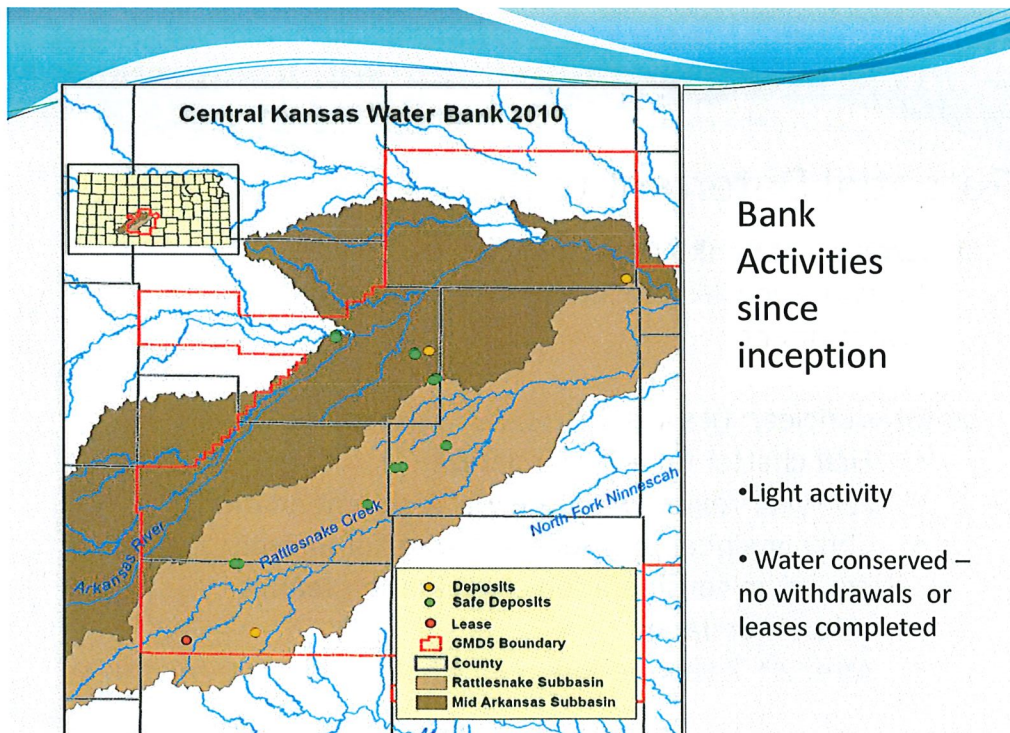 Central Kansas Water Bank 2010
Bank
Activities
since
inception
•Light activity
• Water conserved –
no withdrawals or
leases completed
Arkansas River
Rattlesnake Creek
North Fork Ninnescah
Deposits
Safe Deposits
Lease
GMD5 Boundary
County
Rattlesnake Subbasin
Mid Arkansas Subbasin